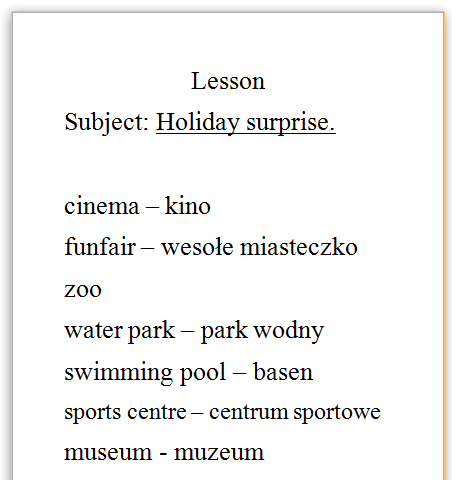 Lesson
Subject: Holiday surprise.
cinema – kino
funfair – wesołe miasteczko
zoo
water park – park wodny
swimming pool – basen
sports centre – centrum sportowe
museum - muzeum